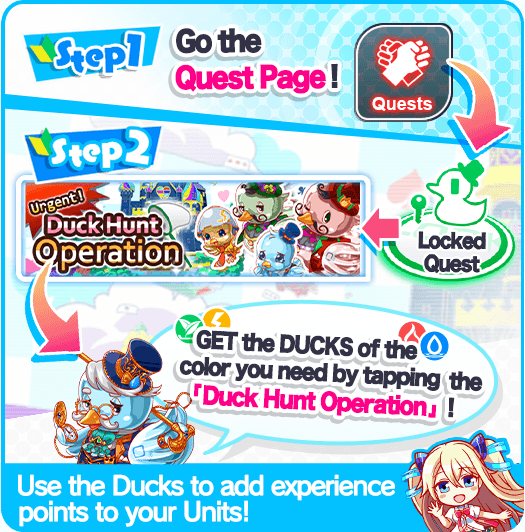 Step1
Go the
Quest Page!
Quests
Step2
Urgent!
Duck Hunt
Operation
Locked
Quest
GET the DUCKS of the
color you need by tapping the
「Duck Hunt Operation」!
Use the Ducks to add experience
points to your Units!